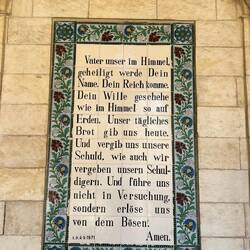 Vater unser im Himmel,
geheiligt werde Dein
Name. Dein Reich komme.
Dein Wille geschehe
wie im Himmel so auf
Erden. Unser tägliches
Brot gib uns heute.
Und vergib uns unsere
Schuld, wie auch wir
vergeben unsern Schul-
digern. Und führe uns
nicht in Versuchung,
sondern erlöse uns
von dem Bösen.
Amen.